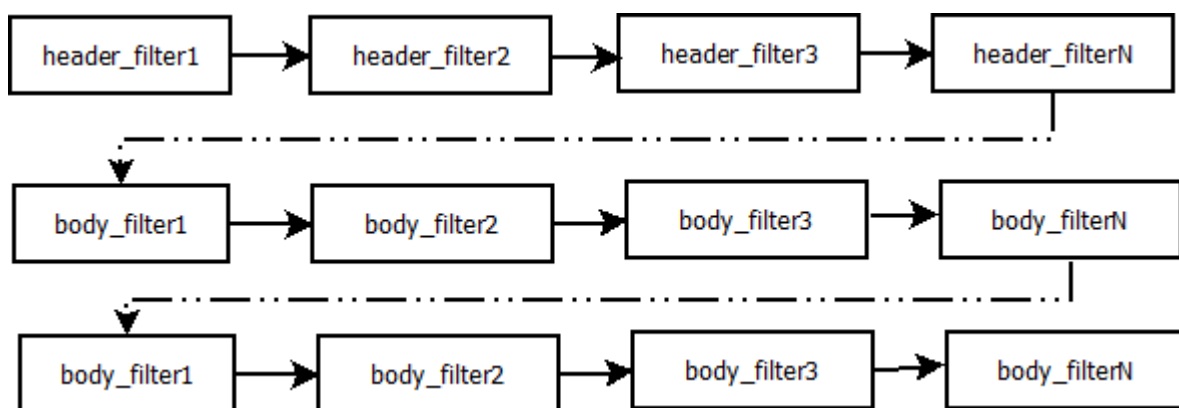 header_filter1
header_filter2
header_filter3
header_filterN
body_filter1
body_filter2
body_filter3
body_filterN
body_filter1
body_filter2
body_filter3
body_filterN